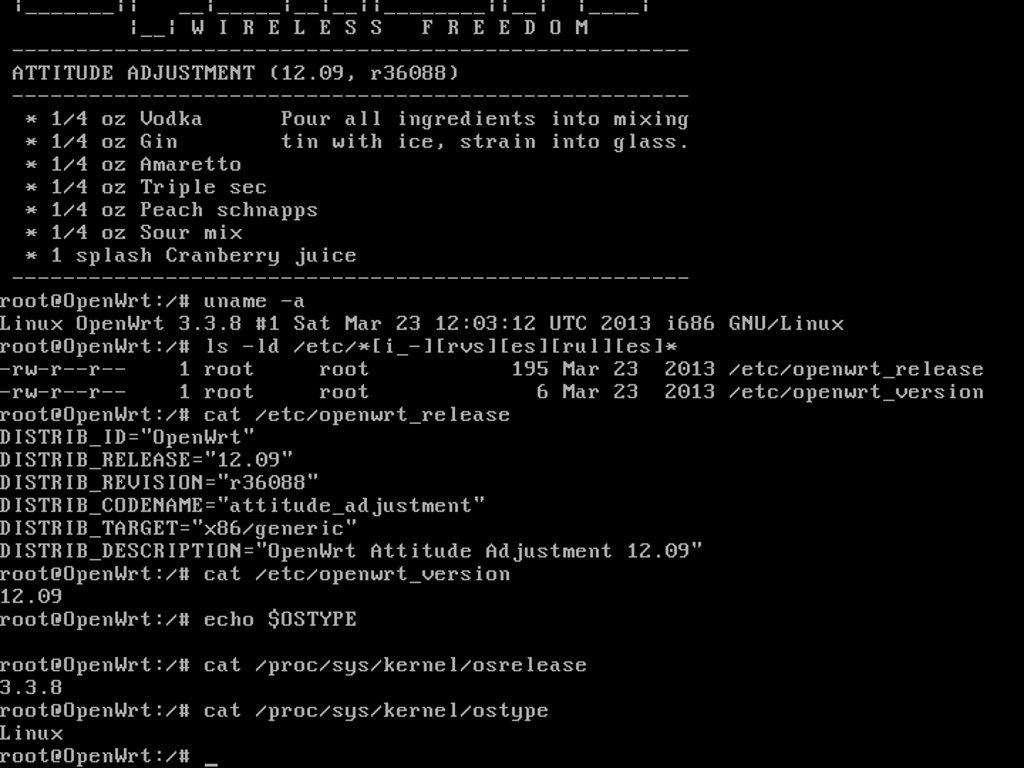 W I R E L E S S   F R E E D O M
-----------------------------------------------------
ATTITUDE ADJUSTMENT (12.09, r36088)
-----------------------------------------------------
* 1/4 oz Vodka      Pour all ingredients into mixing
* 1/4 oz Gin        tin with ice, strain into glass.
* 1/4 oz Amaretto
* 1/4 oz Triple sec
* 1/4 oz Peach schnapps
* 1/4 oz Sour mix
* 1 splash Cranberry juice
-----------------------------------------------------
root@OpenWrt:/# uname -a
Linux OpenWrt 3.3.8 #1 Sat Mar 23 12:03:12 UTC 2013 i686 GNU/Linux
root@OpenWrt:/# ls -ld /etc/*[i_-][rvs][es][rul][es]*
-rw-r--r--    1 root     root           195 Mar 23  2013 /etc/openwrt_release
-rw-r--r--    1 root     root             6 Mar 23  2013 /etc/openwrt_version
root@OpenWrt:/# cat /etc/openwrt_release
DISTRIB_ID="OpenWrt"
DISTRIB_RELEASE="12.09"
DISTRIB_REVISION="r36088"
DISTRIB_CODENAME="attitude_adjustment"
DISTRIB_TARGET="x86/generic"
DISTRIB_DESCRIPTION="OpenWrt Attitude Adjustment 12.09"
root@OpenWrt:/# cat /etc/openwrt_version
12.09
root@OpenWrt:/# echo $OSTYPE

root@OpenWrt:/# cat /proc/sys/kernel/osrelease
3.3.8
root@OpenWrt:/# cat /proc/sys/kernel/ostype
Linux
root@OpenWrt:/# _